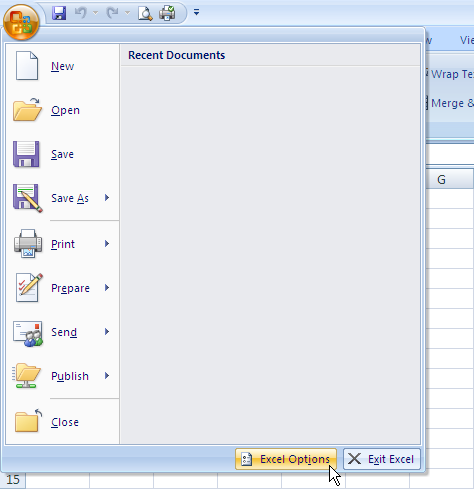 Recent Documents
w
Vie
New
Wrap Te
Open
Merge &
Save
G
Save As
Print
Prepare
Send
Publish
Close
Excel Options
Exit Excel
15